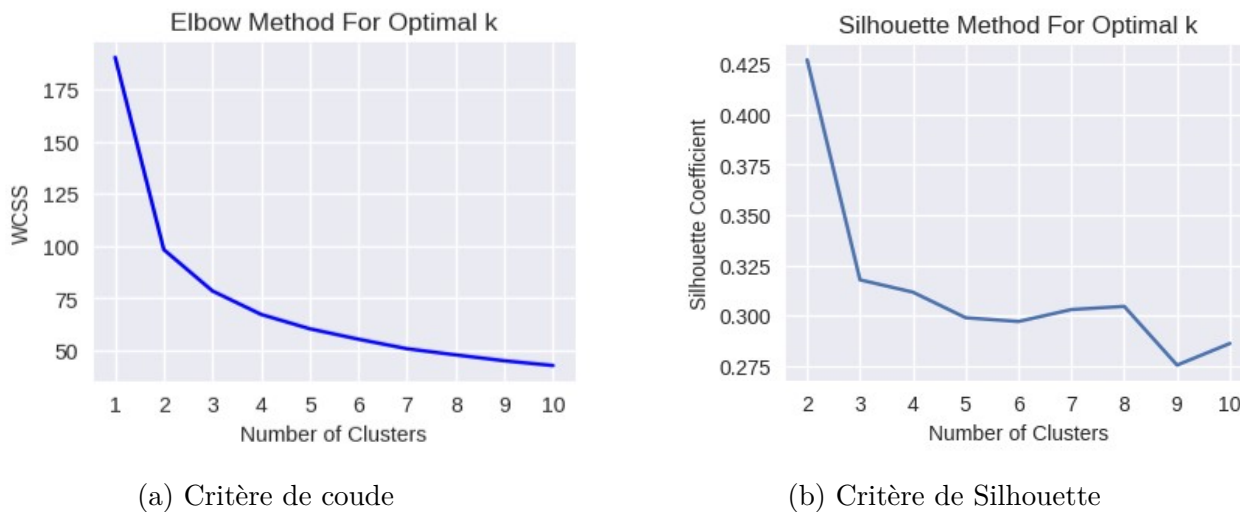 Elbow Method For Optimal k
175
150
125
100
75
50
WCSS
1 2 3 4 5 6 7 8 9 10
Number of Clusters
(a) Critère de coude
Silhouette Method For Optimal k
0.425
0.400
0.375
0.350
0.325
0.300
0.275
Silhouette Coefficient
2 3 4 5 6 7 8 9 10
Number of Clusters
(b) Critère de Silhouette